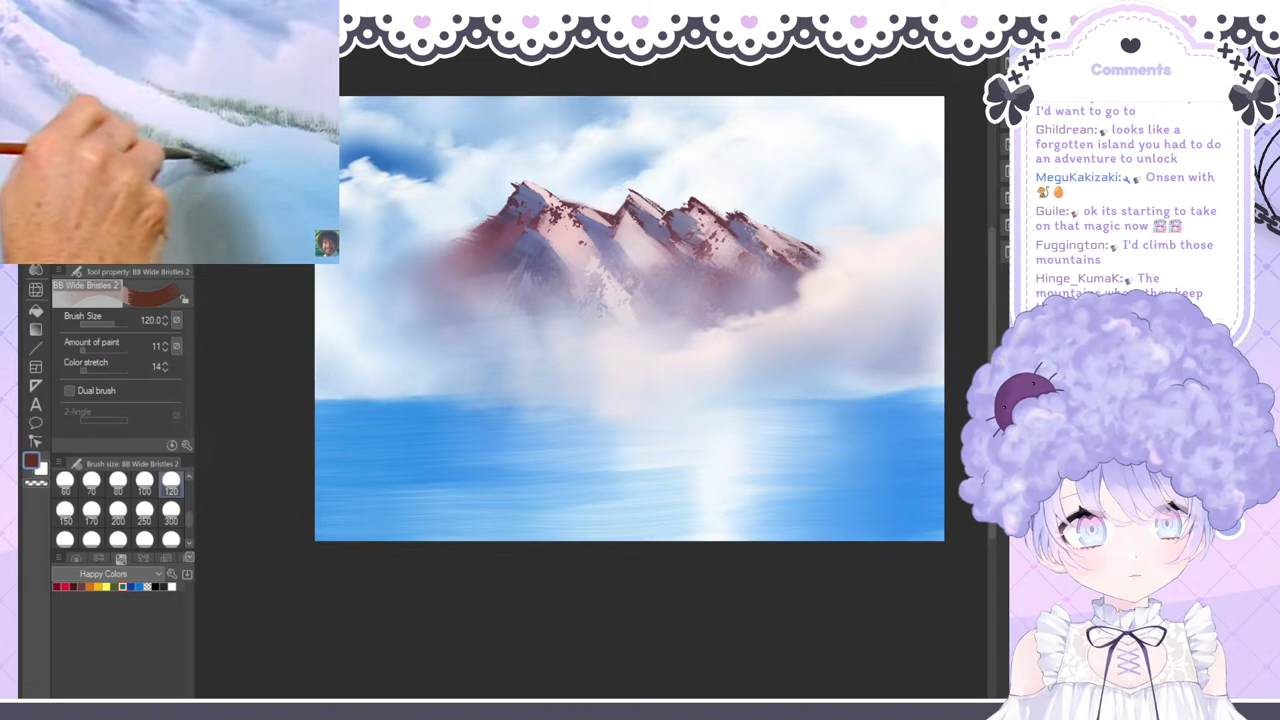 Comments
I'd want to go to
Ghildrean: looks like a
forgotten island you had to do
an adventure to unlock
MeguKakizaki: Onsen with
Guile: ok its starting to take
on that magic now
Fuggington: I'd climb those
mountains
Hinge_KumaK: The
Tool property: BB Wide Bristles 2
BB Wide Bristles 2
Brush Size 120.0
Amount of paint 11
Color stretch 14
Dual brush
2-Angle
Brush size: BB Wide Bristles 2
60 70 80 100 120
150 170 200 250 300
Happy Colors